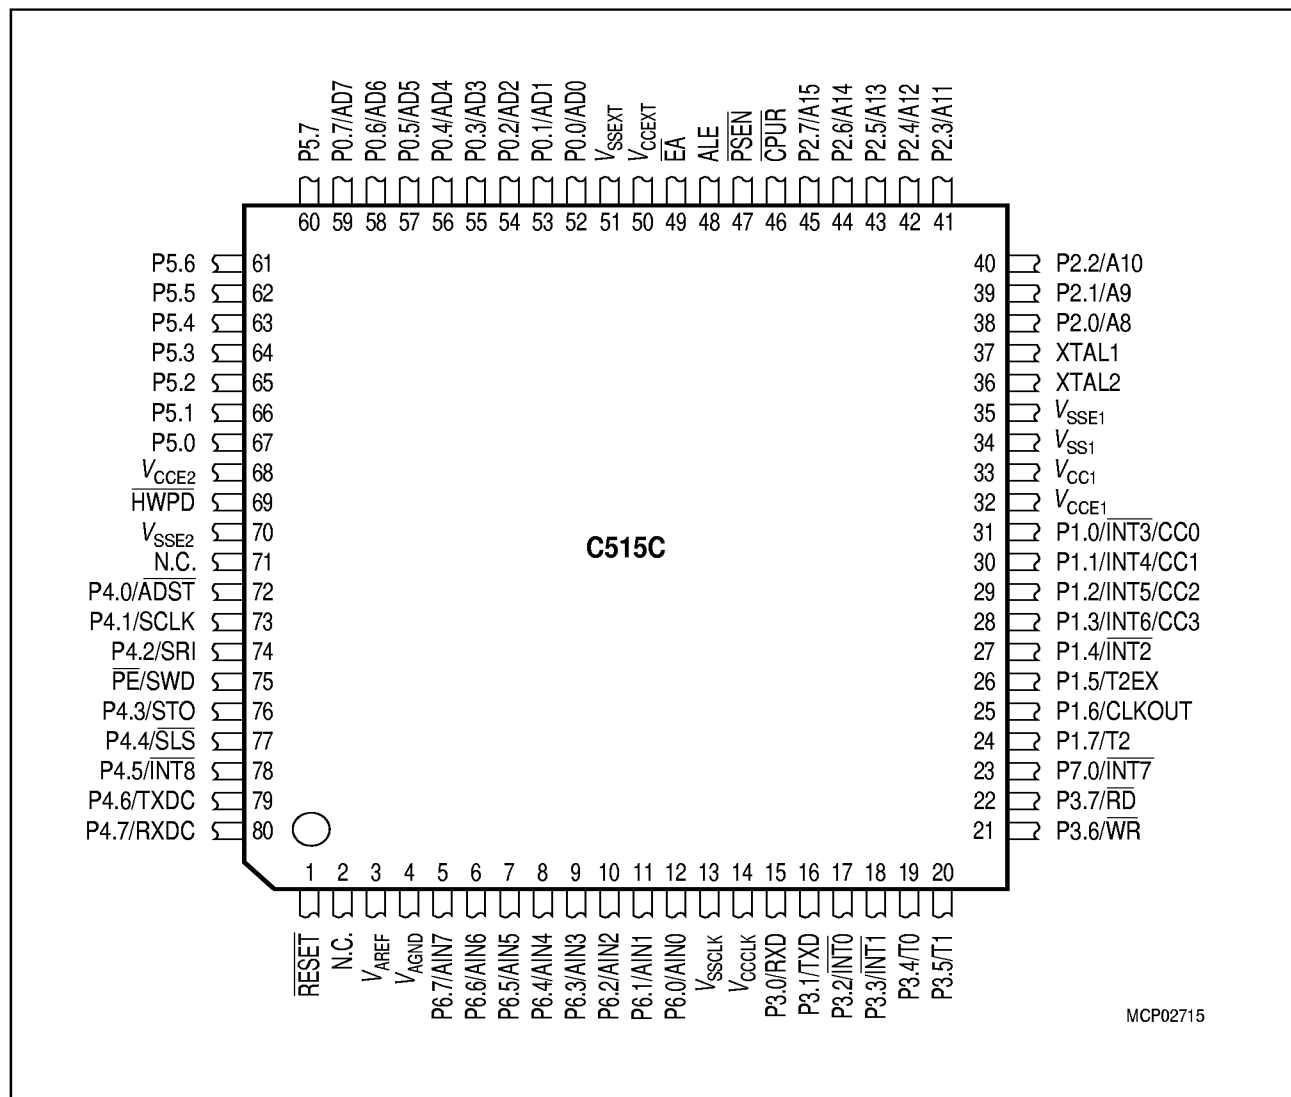 P5.7
P0.7/AD7
P0.6/AD6
P0.5/AD5
P0.4/AD4
P0.3/AD3
P0.2/AD2
P0.1/AD1
P0.0/AD0
VSSEXT
VCCEXT
EA
ALE
PSEN
CPUR
P2.7/A15
P2.6/A14
P2.5/A13
P2.4/A12
P2.3/A11
60 59 58 57 56 55 54 53 52 51 50 49 48 47 46 45 44 43 42 41
P5.6 61 40 P2.2/A10
P5.5 62 39 P2.1/A9
P5.4 63 38 P2.0/A8
P5.3 64 37 XTAL1
P5.2 65 36 XTAL2
P5.1 66 35 VSSE1
P5.0 67 34 VSS1
VCCE2 68 33 VCC1
HWPD 69 32 VCCE1
VSSE2 70 31 P1.0/INT3/CC0
C515C
N.C. 71 30 P1.1/INT4/CC1
P4.0/ADST 72 29 P1.2/INT5/CC2
P4.1/SCLK 73 28 P1.3/INT6/CC3
P4.2/SRI 74 27 P1.4/INT2
PE/SWD 75 26 P1.5/T2EX
P4.3/STO 76 25 P1.6/CLKOUT
P4.4/SLS 77 24 P1.7/T2
P4.5/INT8 78 23 P7.0/INT7
P4.6/TXDC 79 22 P3.7/RD
P4.7/RXDC 80 21 P3.6/WR
1 2 3 4 5 6 7 8 9 10 11 12 13 14 15 16 17 18 19 20
RESET
N.C.
VAREF
VAGND
P6.7/AIN7
P6.6/AIN6
P6.5/AIN5
P6.4/AIN4
P6.3/AIN3
P6.2/AIN2
P6.1/AIN1
P6.0/AIN0
VSSCLK
VCCCLK
P3.0/RXD
P3.1/TXD
P3.2/INT0
P3.3/INT1
P3.4/T0
P3.5/T1
MCP02715